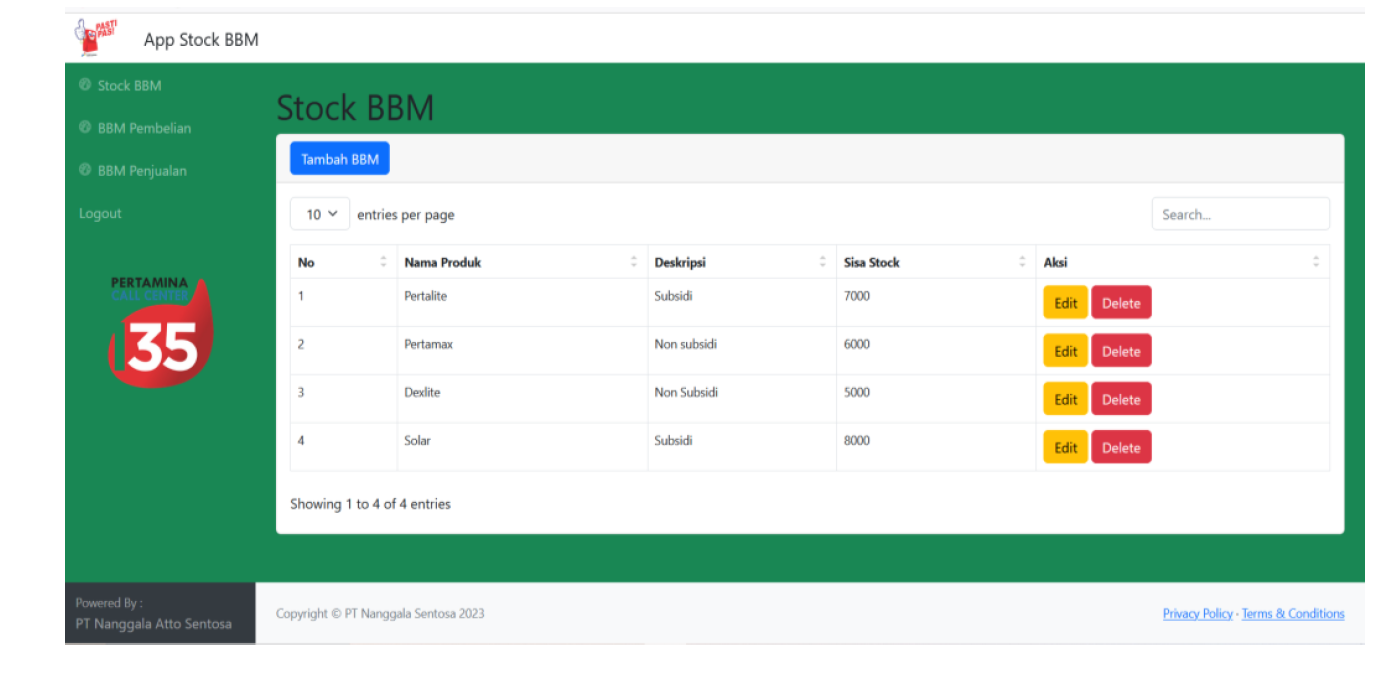 PASTI
PAS!
App Stock BBM
Stock BBM
BBM Pembelian
BBM Penjualan
Logout
PERTAMINA
CALL CENTER
135
Stock BBM
Tambah BBM
10 entries per page
Search...
No Nama Produk Deskripsi Sisa Stock Aksi
1 Pertalite Subsidi 7000 Edit Delete
2 Pertamax Non subsidi 6000 Edit Delete
3 Dexlite Non Subsidi 5000 Edit Delete
4 Solar Subsidi 8000 Edit Delete
Showing 1 to 4 of 4 entries
Powered By :
PT Nanggala Atto Sentosa
Copyright © PT Nanggala Sentosa 2023
Privacy Policy · Terms & Conditions